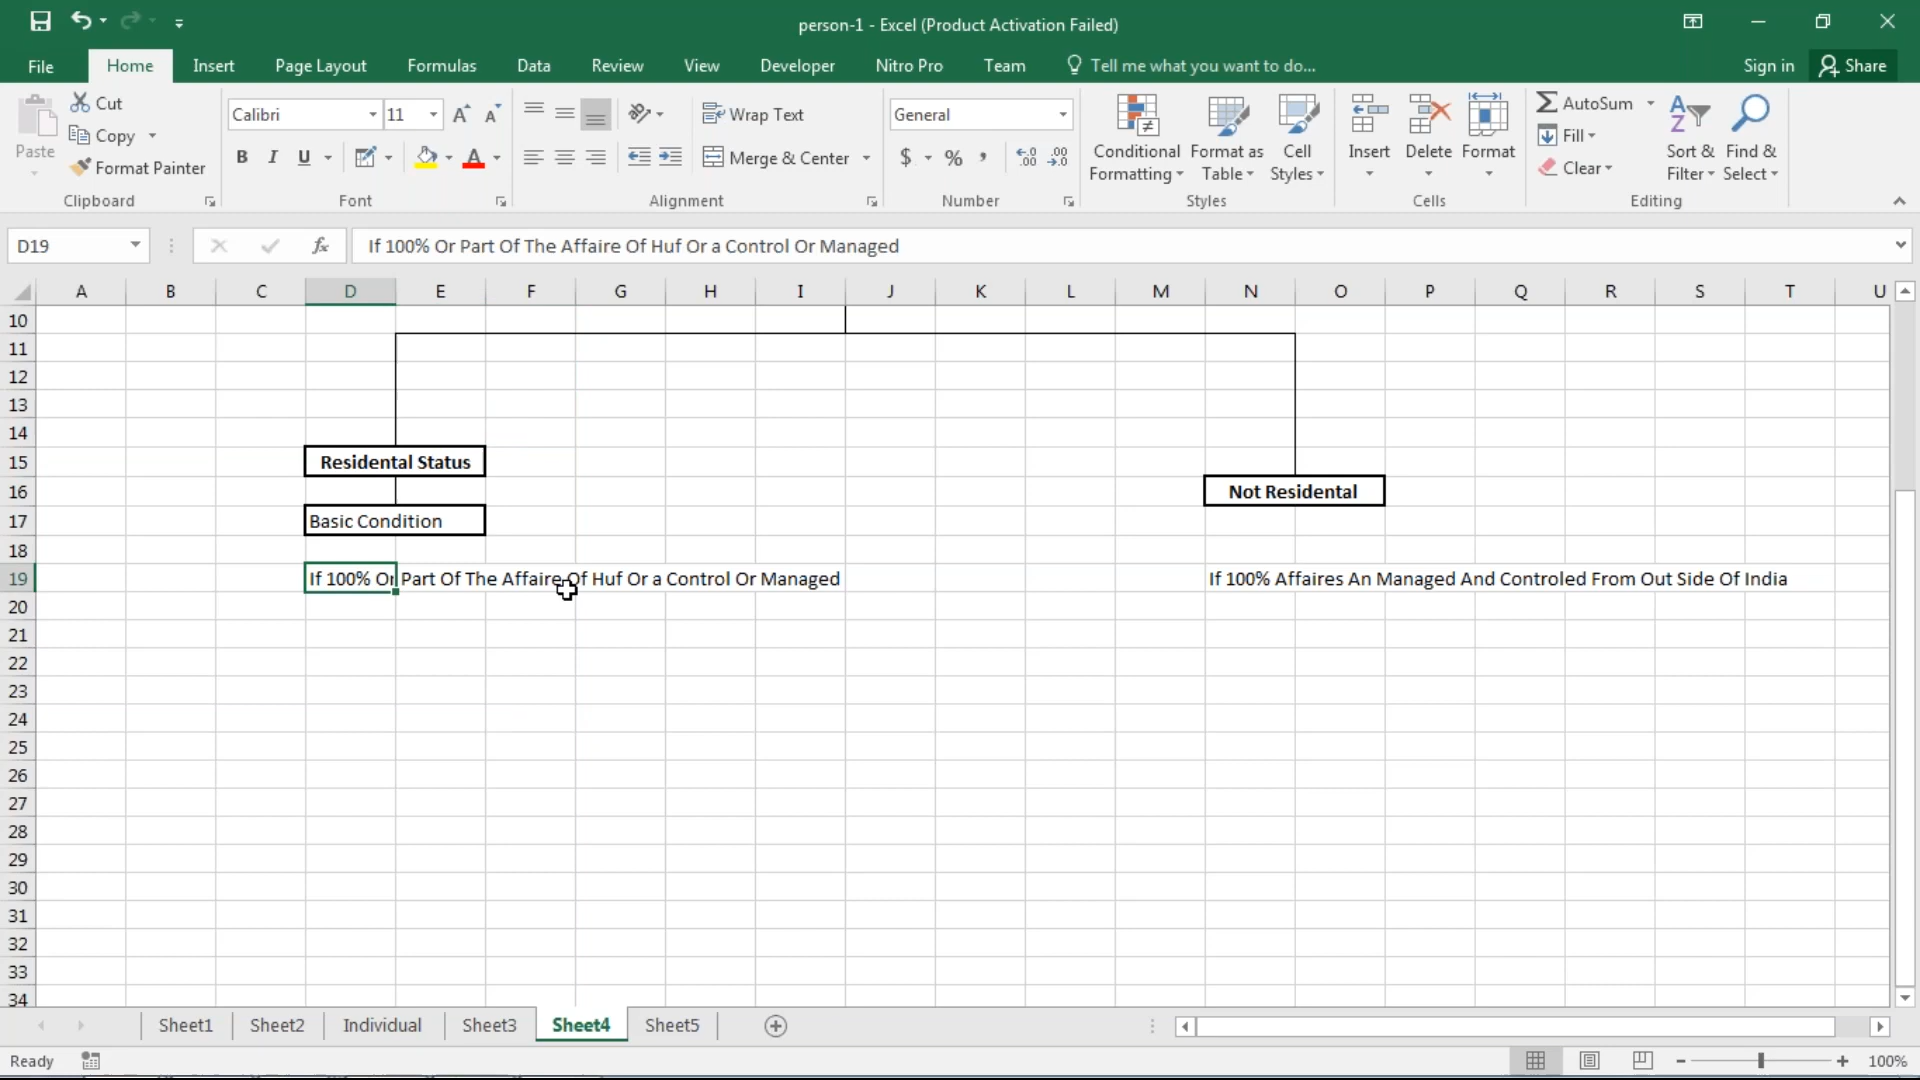 person-1 - Excel (Product Activation Failed)
File Home Insert Page Layout Formulas Data Review View Developer Nitro Pro Team Tell me what you want to do... Sign in Share
Paste
Cut
Copy
Format Painter
Clipboard
Calibri 11
B I U A
Font
Wrap Text
Merge & Center
Alignment
General
$ % ,
Number
Conditional Formatting
Format as Table
Cell Styles
Styles
Insert
Delete
Format
Cells
AutoSum
Fill
Clear
Sort & Filter
Find & Select
Editing
D19 fx If 100% Or Part Of The Affaire Of Huf Or a Control Or Managed
A B C D E F G H I J K L M N O P Q R S T U
10
11
12
13
14
15 Residental Status
16 Not Residental
17 Basic Condition
18
19 If 100% Or Part Of The Affaire Of Huf Or a Control Or Managed If 100% Affaires An Managed And Controled From Out Side Of India
20
21
22
23
24
25
26
27
28
29
30
31
32
33
34
Sheet1 Sheet2 Individual Sheet3 Sheet4 Sheet5
Ready 100%